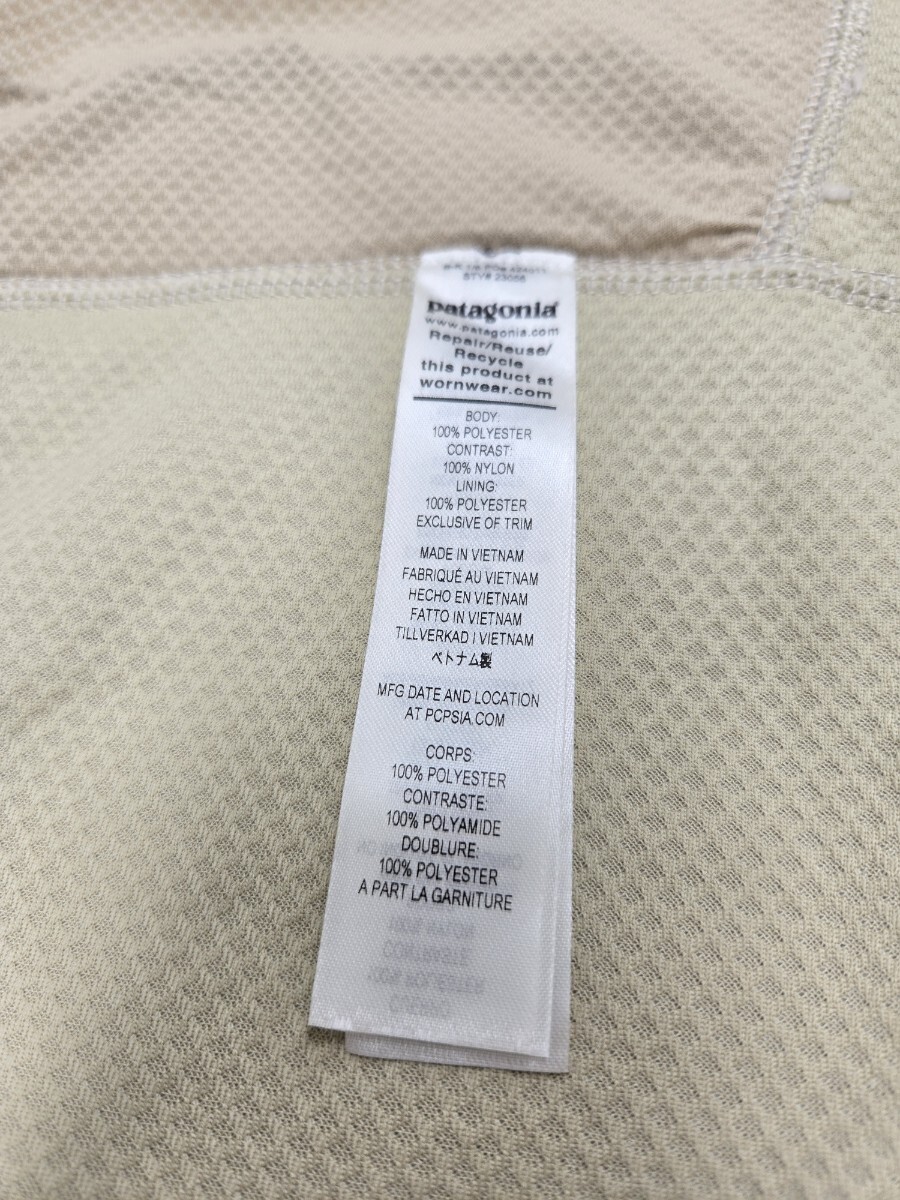 STY# 23056
patagonia
www.patagonia.com
Repair/Reuse/
Recycle
this product at
wornwear.com
BODY:
100% POLYESTER
CONTRAST:
100% NYLON
LINING:
100% POLYESTER
EXCLUSIVE OF TRIM
MADE IN VIETNAM
FABRIQUÉ AU VIETNAM
HECHO EN VIETNAM
FATTO IN VIETNAM
TILLVERKAD I VIETNAM
ベトナム製
MFG DATE AND LOCATION
AT PCPSIA.COM
CORPS:
100% POLYESTER
CONTRASTE:
100% POLYAMIDE
DOUBLURE:
100% POLYESTER
A PART LA GARNITURE